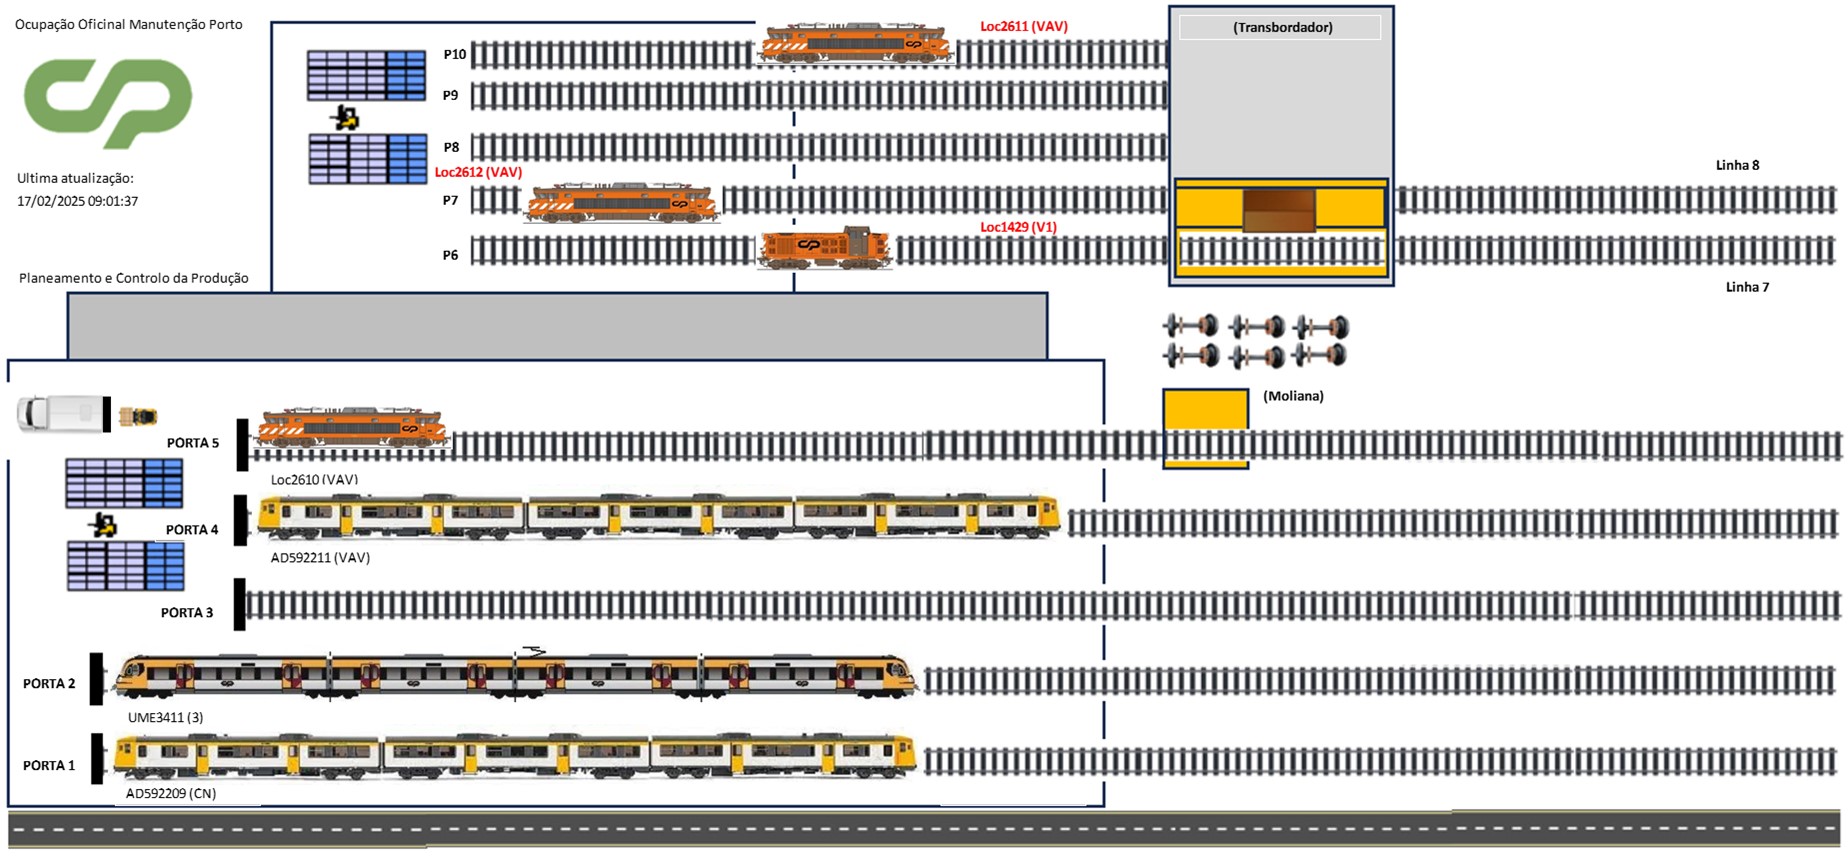 Ocupação Oficinal Manutenção Porto
Ultima atualização:
17/02/2025 09:01:37
Planeamento e Controlo da Produção
P10
Loc2611 (VAV)
(Transbordador)
P9
P8
Loc2612 (VAV)
P7
Linha 8
Loc1429 (V1)
P6
Linha 7
(Moliana)
PORTA 5
Loc2610 (VAV)
PORTA 4
AD592211 (VAV)
PORTA 3
PORTA 2
UME3411 (3)
PORTA 1
AD592209 (CN)